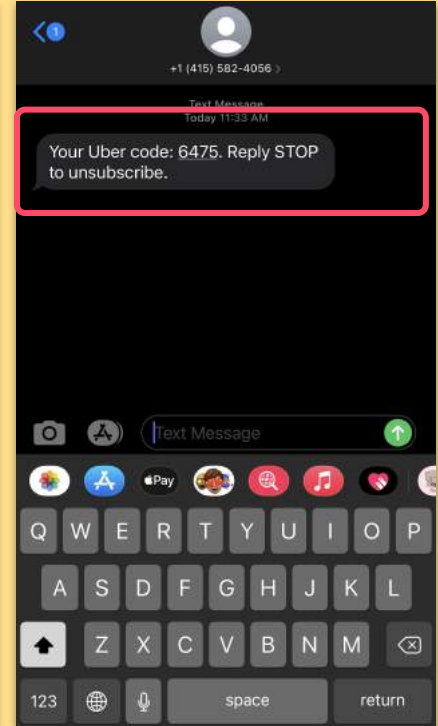 1
+1 (415) 582-4056 >
Text Message
Today 11:33 AM
Your Uber code: 6475. Reply STOP
to unsubscribe.
Text Message
Pay
Q W E R T Y U I O P
A S D F G H J K L
Z X C V B N M
123 space return